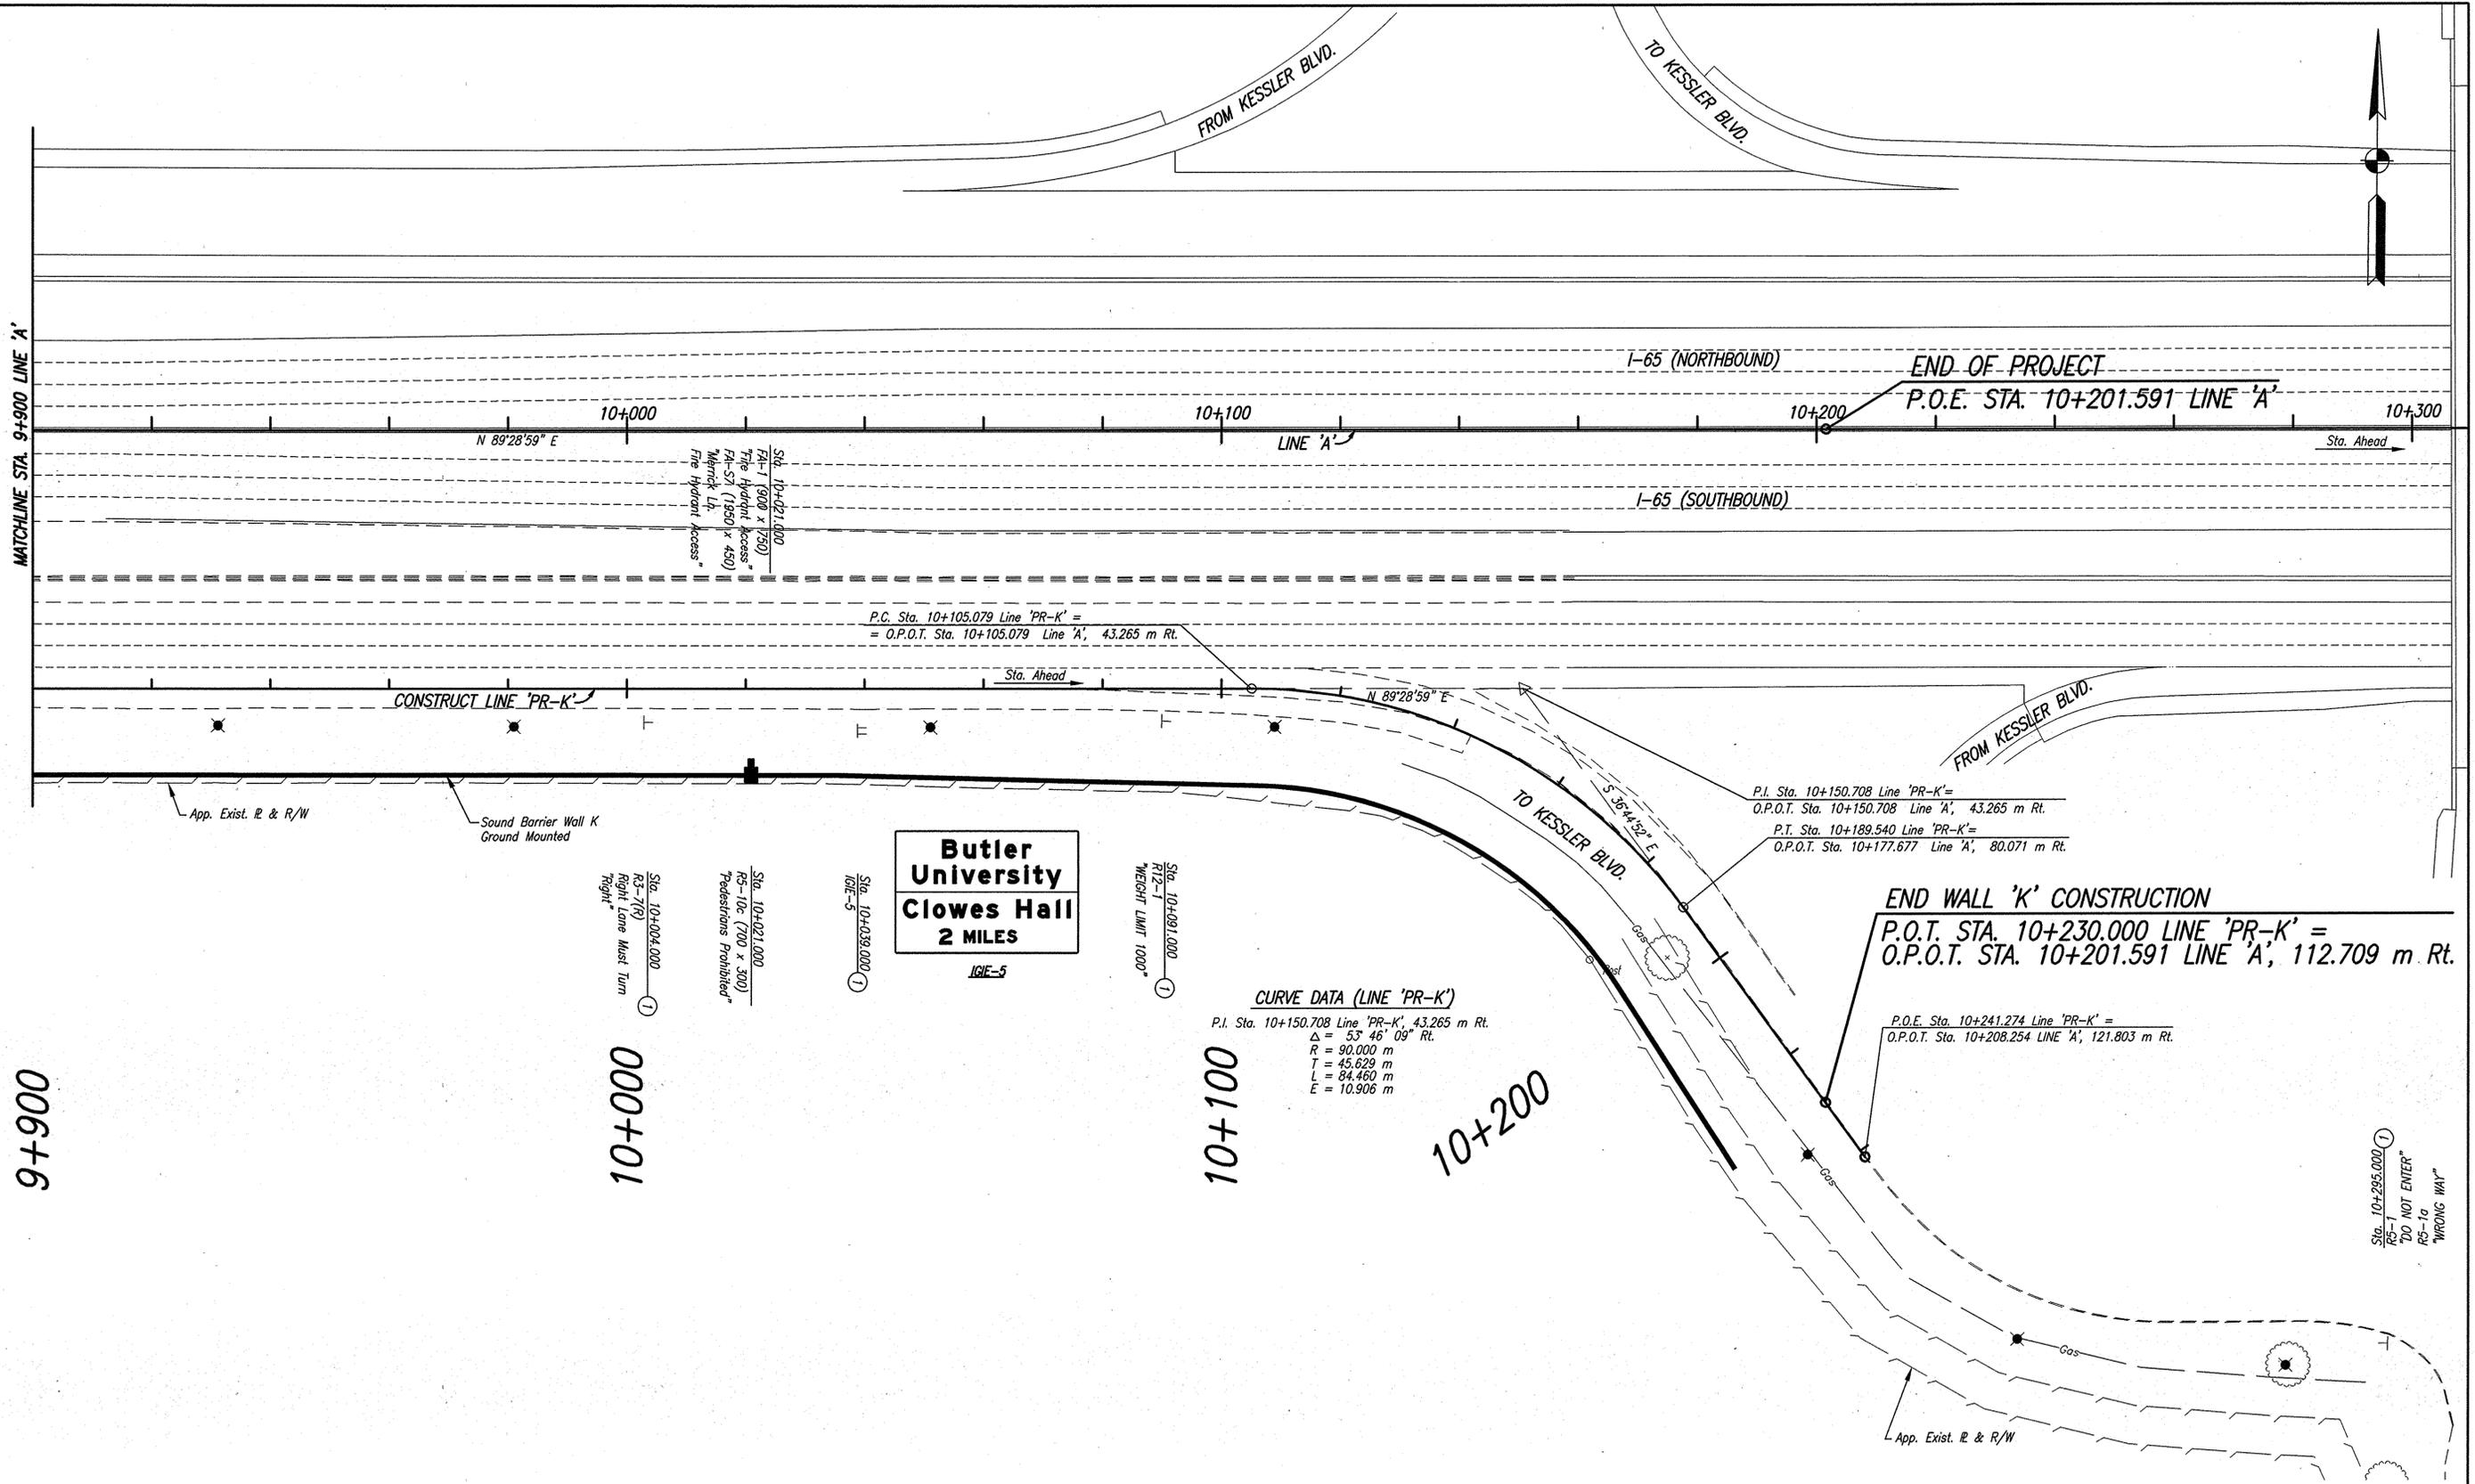 FROM KESSLER BLVD.
TO KESSLER BLVD.
MATCHLINE STA. 9+900 LINE 'A'
I-65 (NORTHBOUND)
END OF PROJECT
P.O.E. STA. 10+201.591 LINE 'A'
10+000
10+100
10+200
10+300
N 89°28'59" E
LINE 'A'
Sta. Ahead
Sta. 10+021.000
FA-1 (900 x 1750)
"Fire Hydrant Access"
FA-S7 (1950 x 450)
"Merrick Ln.
Fire Hydrant Access"
I-65 (SOUTHBOUND)
P.C. Sta. 10+105.079 Line 'PR-K' =
= O.P.O.T. Sta. 10+105.079 Line 'A', 43.265 m Rt.
Sta. Ahead
CONSTRUCT LINE 'PR-K'
N 89°28'59" E
FROM KESSLER BLVD.
S 36°44'52" E
P.I. Sta. 10+150.708 Line 'PR-K'=
O.P.O.T. Sta. 10+150.708 Line 'A', 43.265 m Rt.
P.T. Sta. 10+189.540 Line 'PR-K'=
O.P.O.T. Sta. 10+177.677 Line 'A', 80.071 m Rt.
App. Exist. ⅊ & R/W
Sound Barrier Wall K
Ground Mounted
TO KESSLER BLVD.
Sta. 10+004.000 1
R3-7(R)
Right Lane Must Turn
"Right"
Sta. 10+021.000
R5-10c (700 x 300)
"Pedestrians Prohibited"
Sta. 10+039.000 1
IGIE-5
Butler
University
Clowes Hall
2 MILES
IGIE-5
Sta. 10+091.000 1
R12-1
"WEIGHT LIMIT 1000"
END WALL 'K' CONSTRUCTION
P.O.T. STA. 10+230.000 LINE 'PR-K' =
O.P.O.T. STA. 10+201.591 LINE 'A', 112.709 m Rt.
Gas
Post
CURVE DATA (LINE 'PR-K')
P.I. Sta. 10+150.708 Line 'PR-K', 43.265 m Rt.
Δ = 53° 46' 09" Rt.
R = 90.000 m
T = 45.629 m
L = 84.460 m
E = 10.906 m
P.O.E. Sta. 10+241.274 Line 'PR-K' =
O.P.O.T. Sta. 10+208.254 LINE 'A', 121.803 m Rt.
9+900
10+000
10+100
10+200
Gas
Sta. 10+295.000 1
R5-1
"DO NOT ENTER"
R5-1a
"WRONG WAY"
Gas
App. Exist. ⅊ & R/W